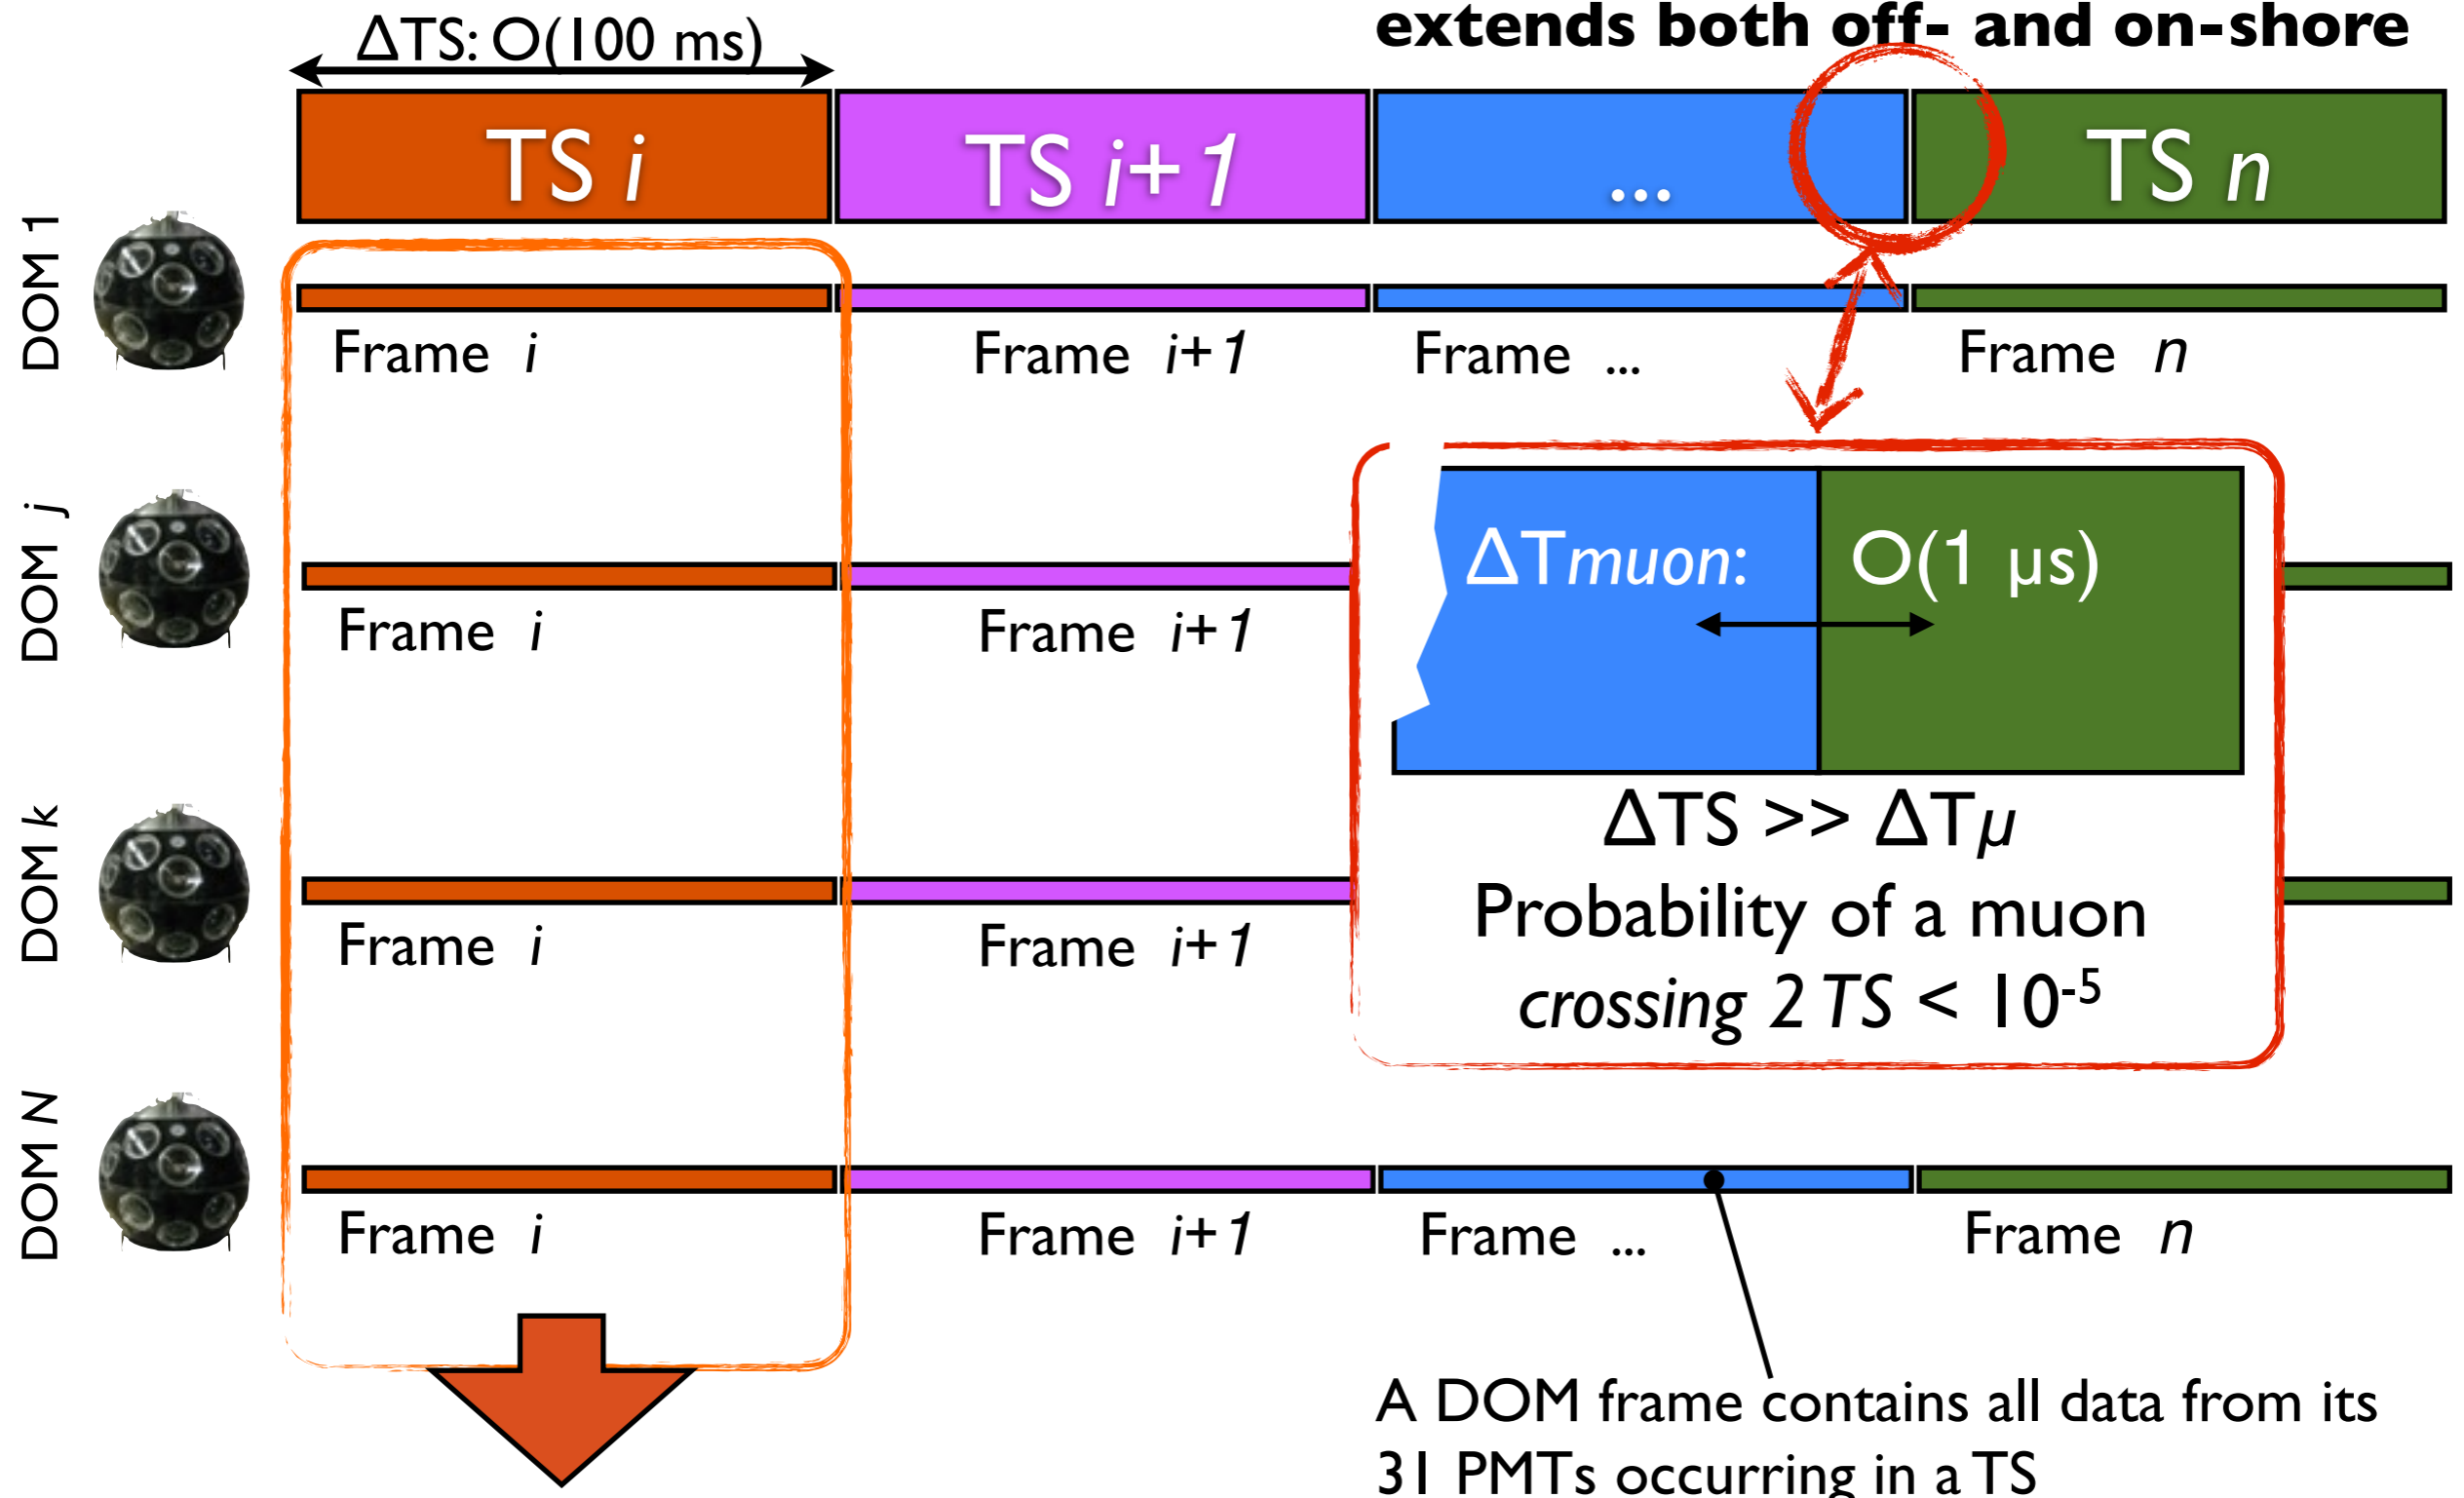 extends both off- and on-shore
ΔTS: O(100 ms)
TS i
TS i+1
...
TS n
DOM 1
Frame i
Frame i+1
Frame ...
Frame n
DOM j
Frame i
Frame i+1
ΔTmuon: O(1 µs)
DOM k
Frame i
Frame i+1
ΔTS >> ΔTµ
Probability of a muon
crossing 2 TS < 10⁻⁵
DOM N
Frame i
Frame i+1
Frame ...
Frame n
A DOM frame contains all data from its
31 PMTs occurring in a TS